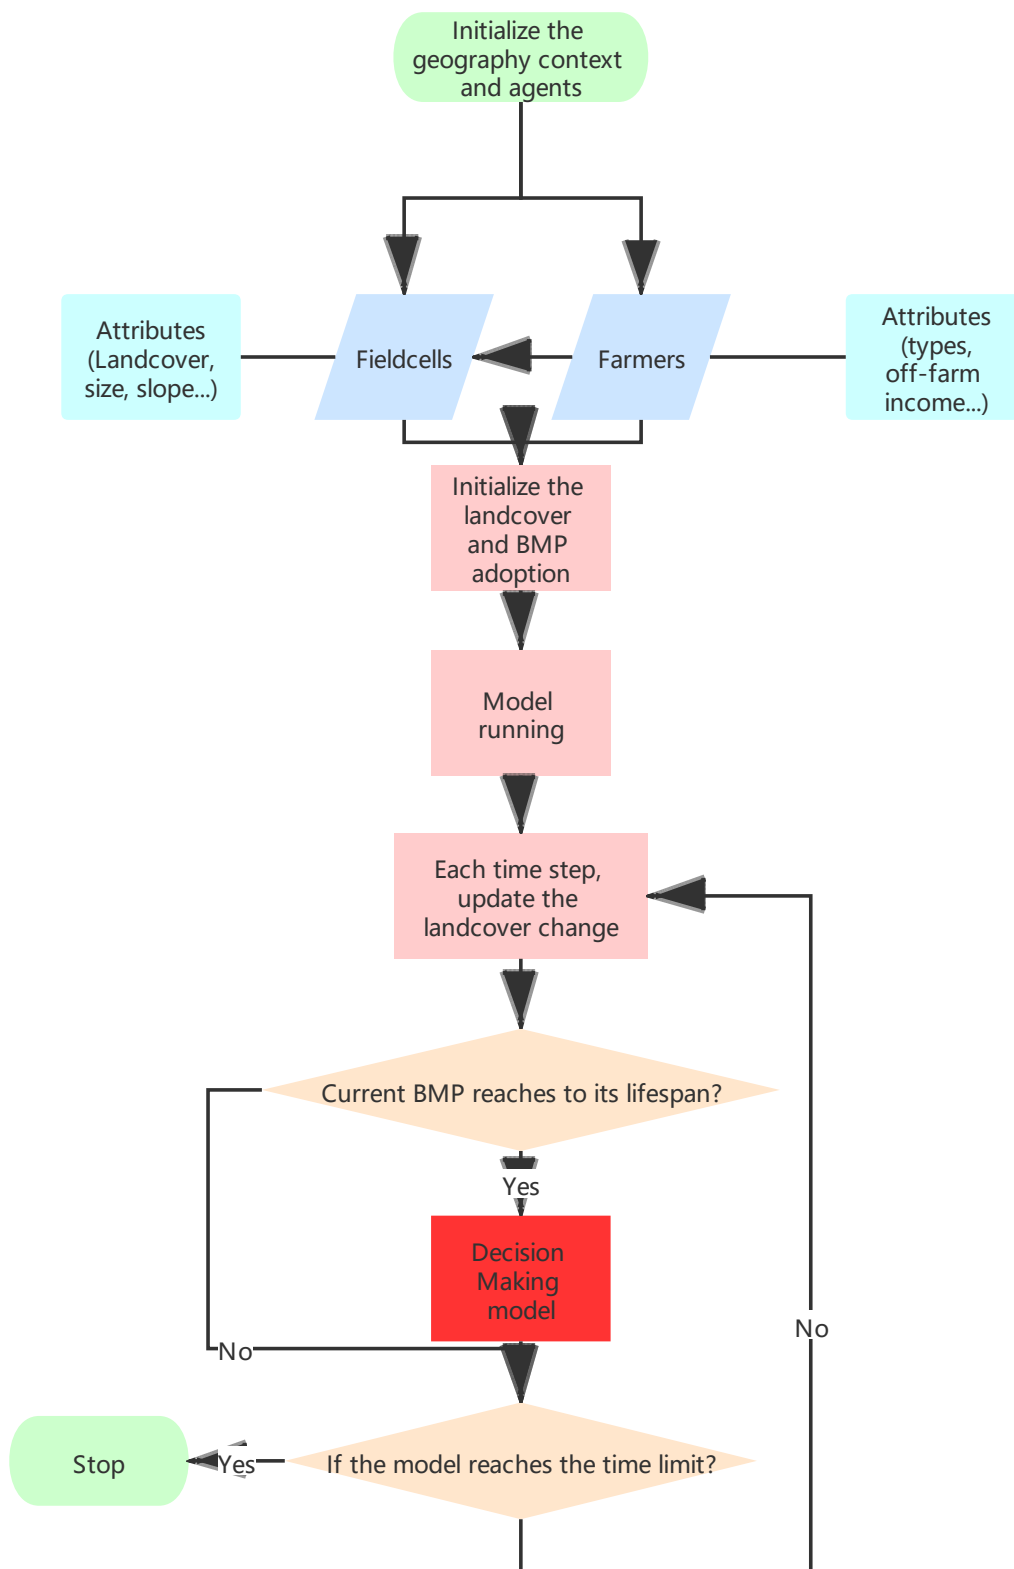 Initialize the
geography context
and agents
Attributes
(Landcover,
size, slope...)
Fieldcells
Farmers
Attributes
(types,
off-farm
income...)
Initialize the
landcover
and BMP
adoption
Model
running
Each time step,
update the
landcover change
Current BMP reaches to its lifespan?
Yes
Decision
Making
model
No
No
Stop
Yes
If the model reaches the time limit?